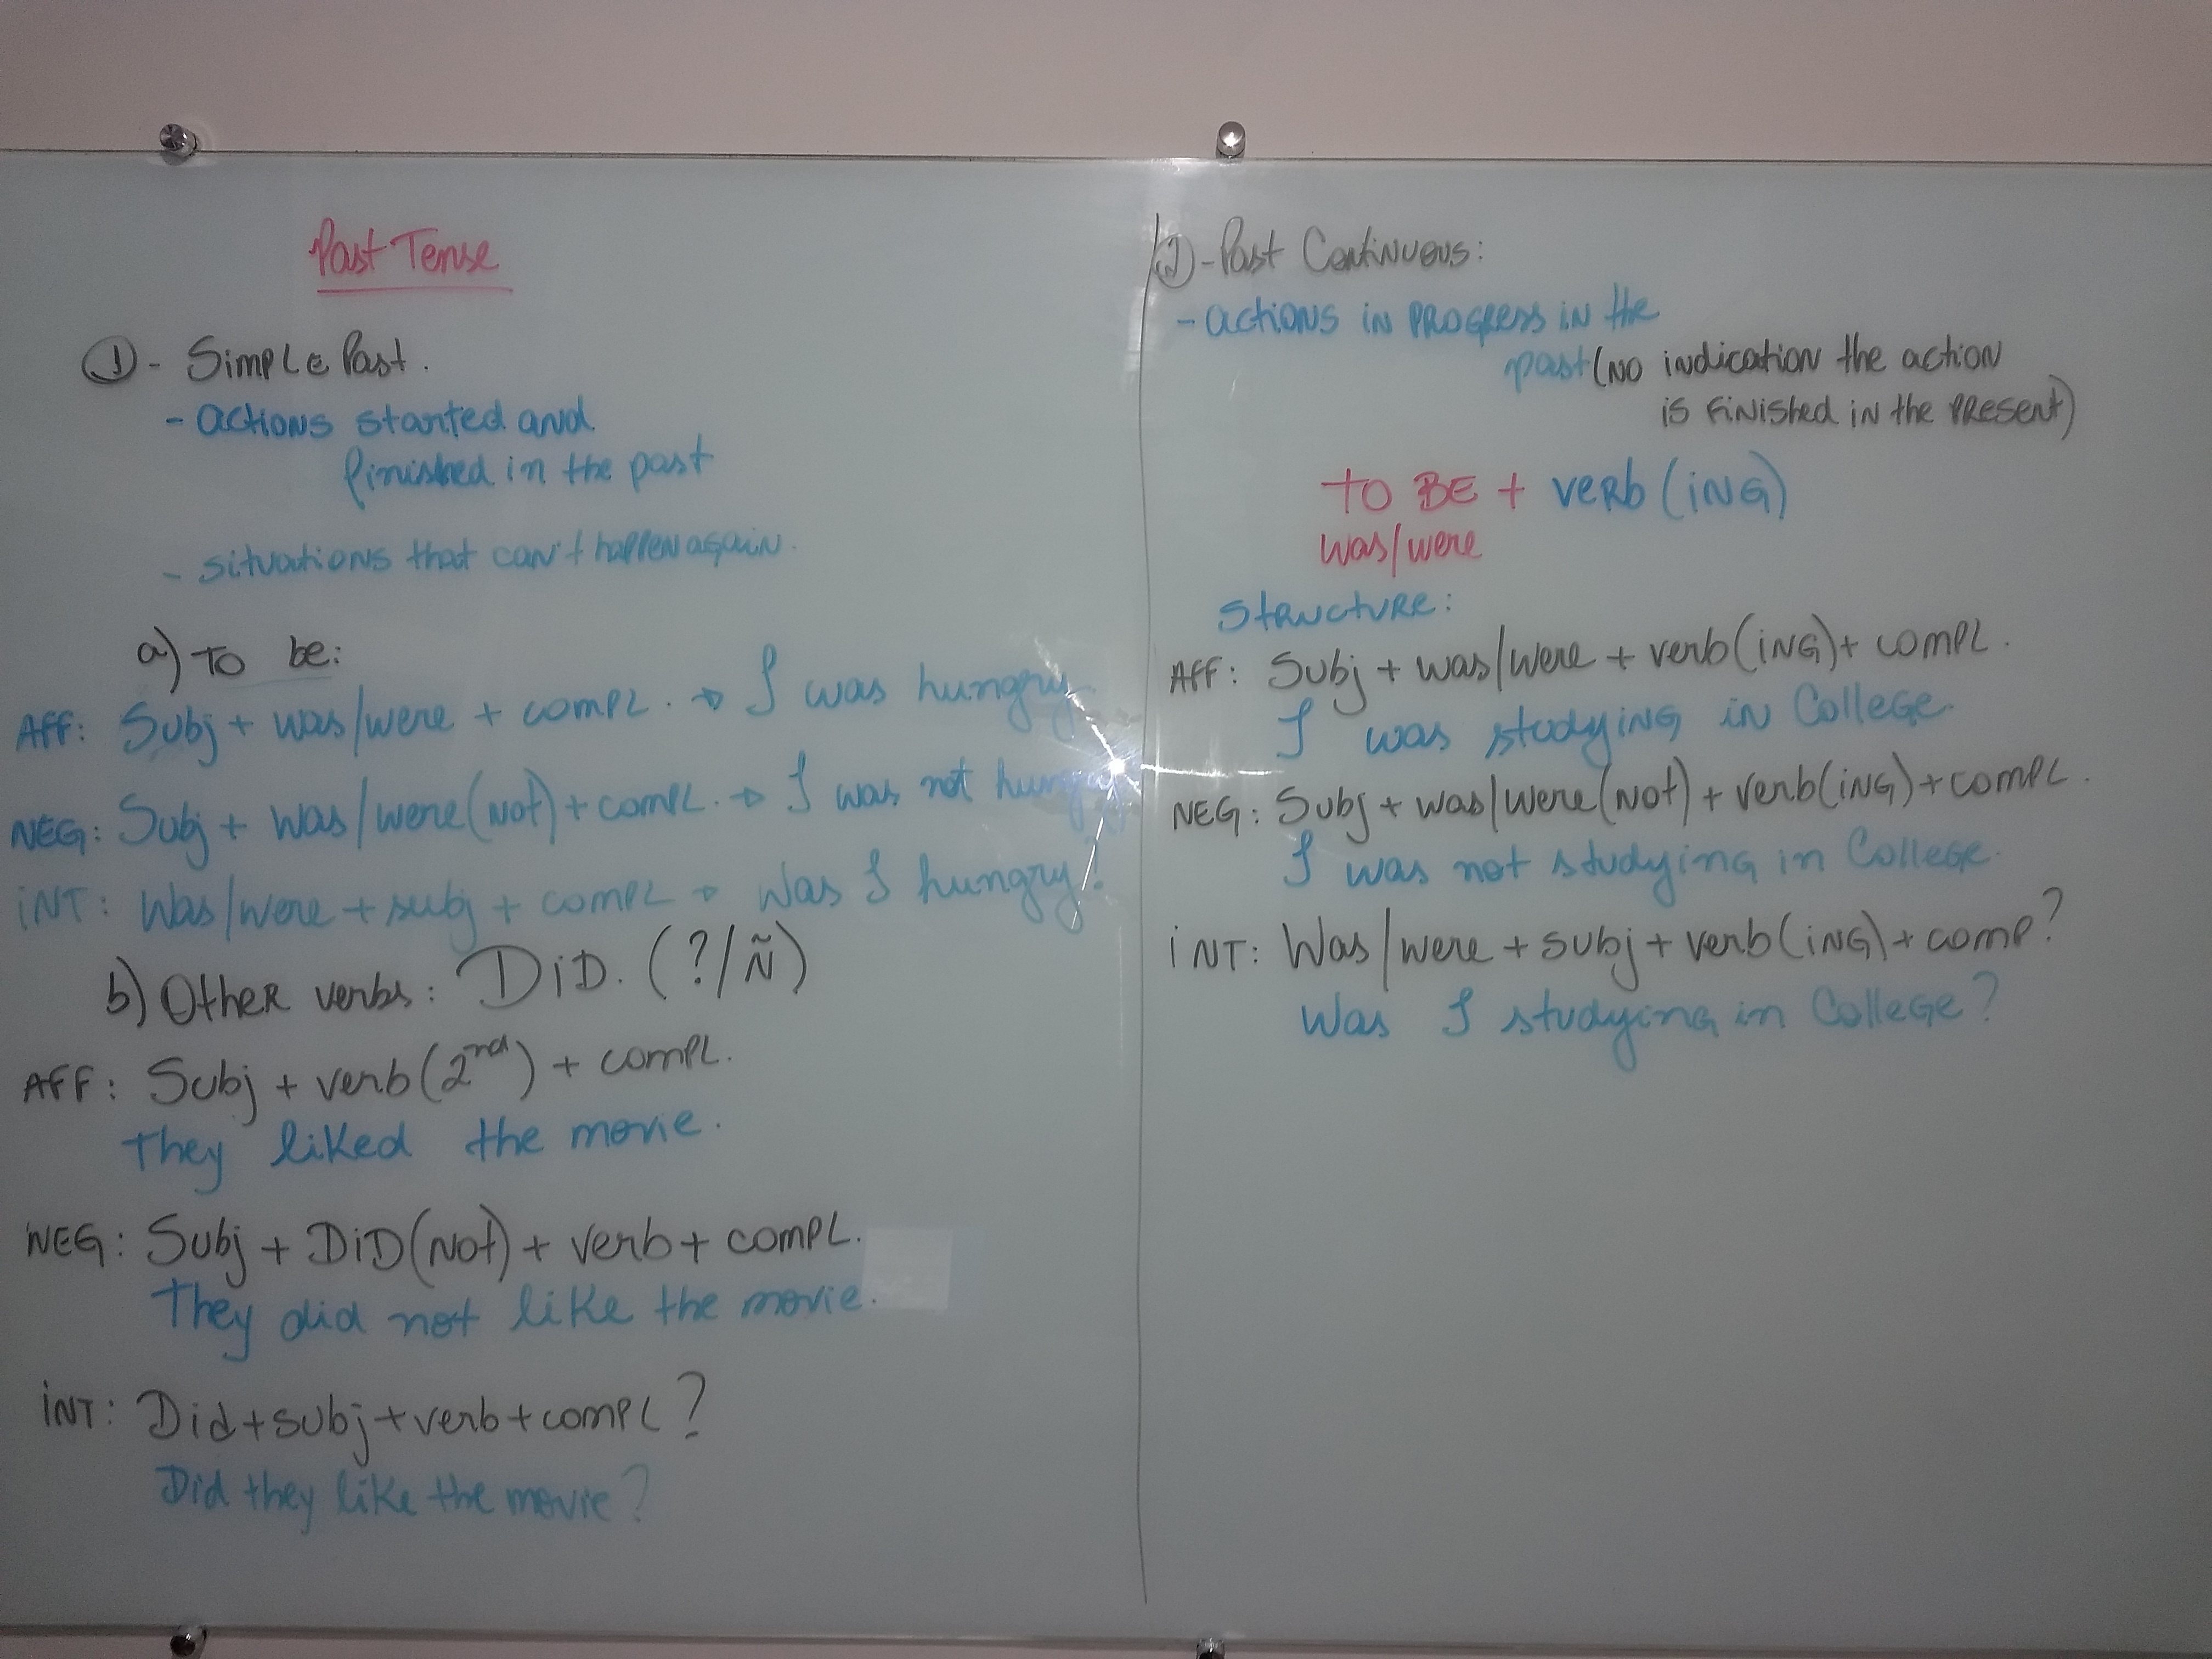 Past Tense
① - Simple Past.
- actions started and
finished in the past
- situations that can't happen again.
a) To be:
AFF: Subj + was/were + compl. → I was hungry
NEG: Subj + was/were (not) + compl. → I was not
INT: Was/were + subj + compl → Was I hungry?
b) Other verbs: DID. (?/Ñ)
AFF: Subj + verb (2nd) + compl.
They liked the movie.
NEG: Subj + DID (Not) + verb + compl.
They did not like the movie.
INT: Did + subj + verb + compl?
Did they like the movie?
② - Past Continuous:
- actions in progress in the
past (no indication the action
is finished in the present)
TO BE + verb (ing)
was/were
Structure:
AFF: Subj + was/were + verb (ing) + compl.
I was studying in College.
NEG: Subj + was/were (not) + verb (ing) + compl.
I was not studying in College.
INT: Was/were + subj + verb (ing) + comp?
Was I studying in College?